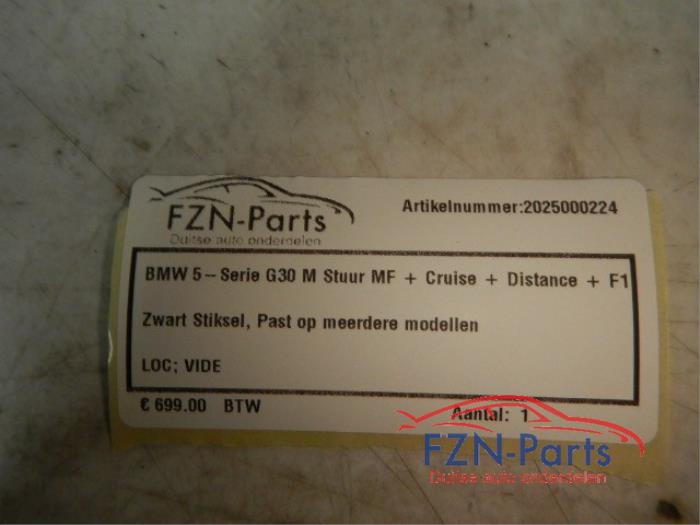 FZN-Parts
Duitse auto onderdelen
Artikelnummer:2025000224
BMW 5-Serie G30 M Stuur MF + Cruise + Distance + F1
Zwart Stiksel, Past op meerdere modellen
LOC; VIDE
€ 699.00 BTW
Aantal: 1
FZN-Parts
Duitse auto onderdelen